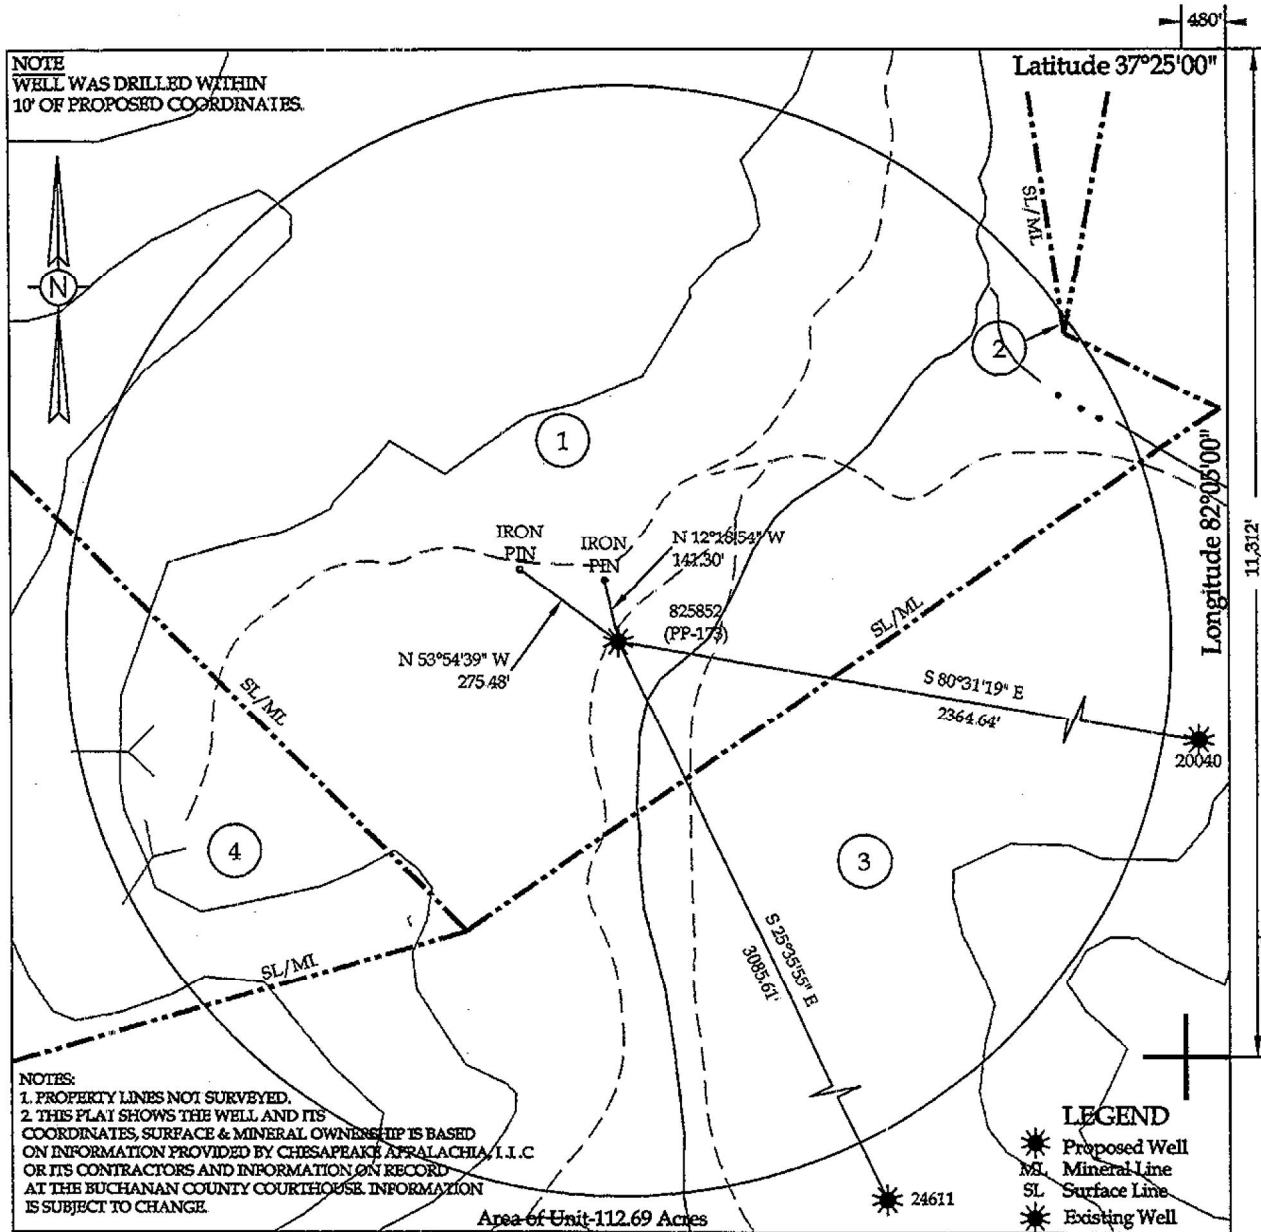 480'
NOTE
WELL WAS DRILLED WITHIN
10' OF PROPOSED COORDINATES.
Latitude 37°25'00"
N
SL/ML
2
1
Longitude 82°05'00"
11,312'
IRON
PIN
IRON
PIN
N 12°18'54" W
141.30'
825852
(PP-173)
SL/ML
N 53°54'39" W
275.48'
S 80°31'19" E
2364.64'
20040
SL/ML
4
3
S 25°35'55" E
3085.61'
SL/ML
NOTES:
1. PROPERTY LINES NOT SURVEYED.
2. THIS PLAT SHOWS THE WELL AND ITS
COORDINATES, SURFACE & MINERAL OWNERSHIP IS BASED
ON INFORMATION PROVIDED BY CHESAPEAKE APPALACHIA, L.L.C
OR ITS CONTRACTORS AND INFORMATION ON RECORD
AT THE BUCHANAN COUNTY COURTHOUSE. INFORMATION
IS SUBJECT TO CHANGE.
Area of Unit-112.69 Acres
24611
LEGEND
Proposed Well
ML Mineral Line
SL Surface Line
Existing Well